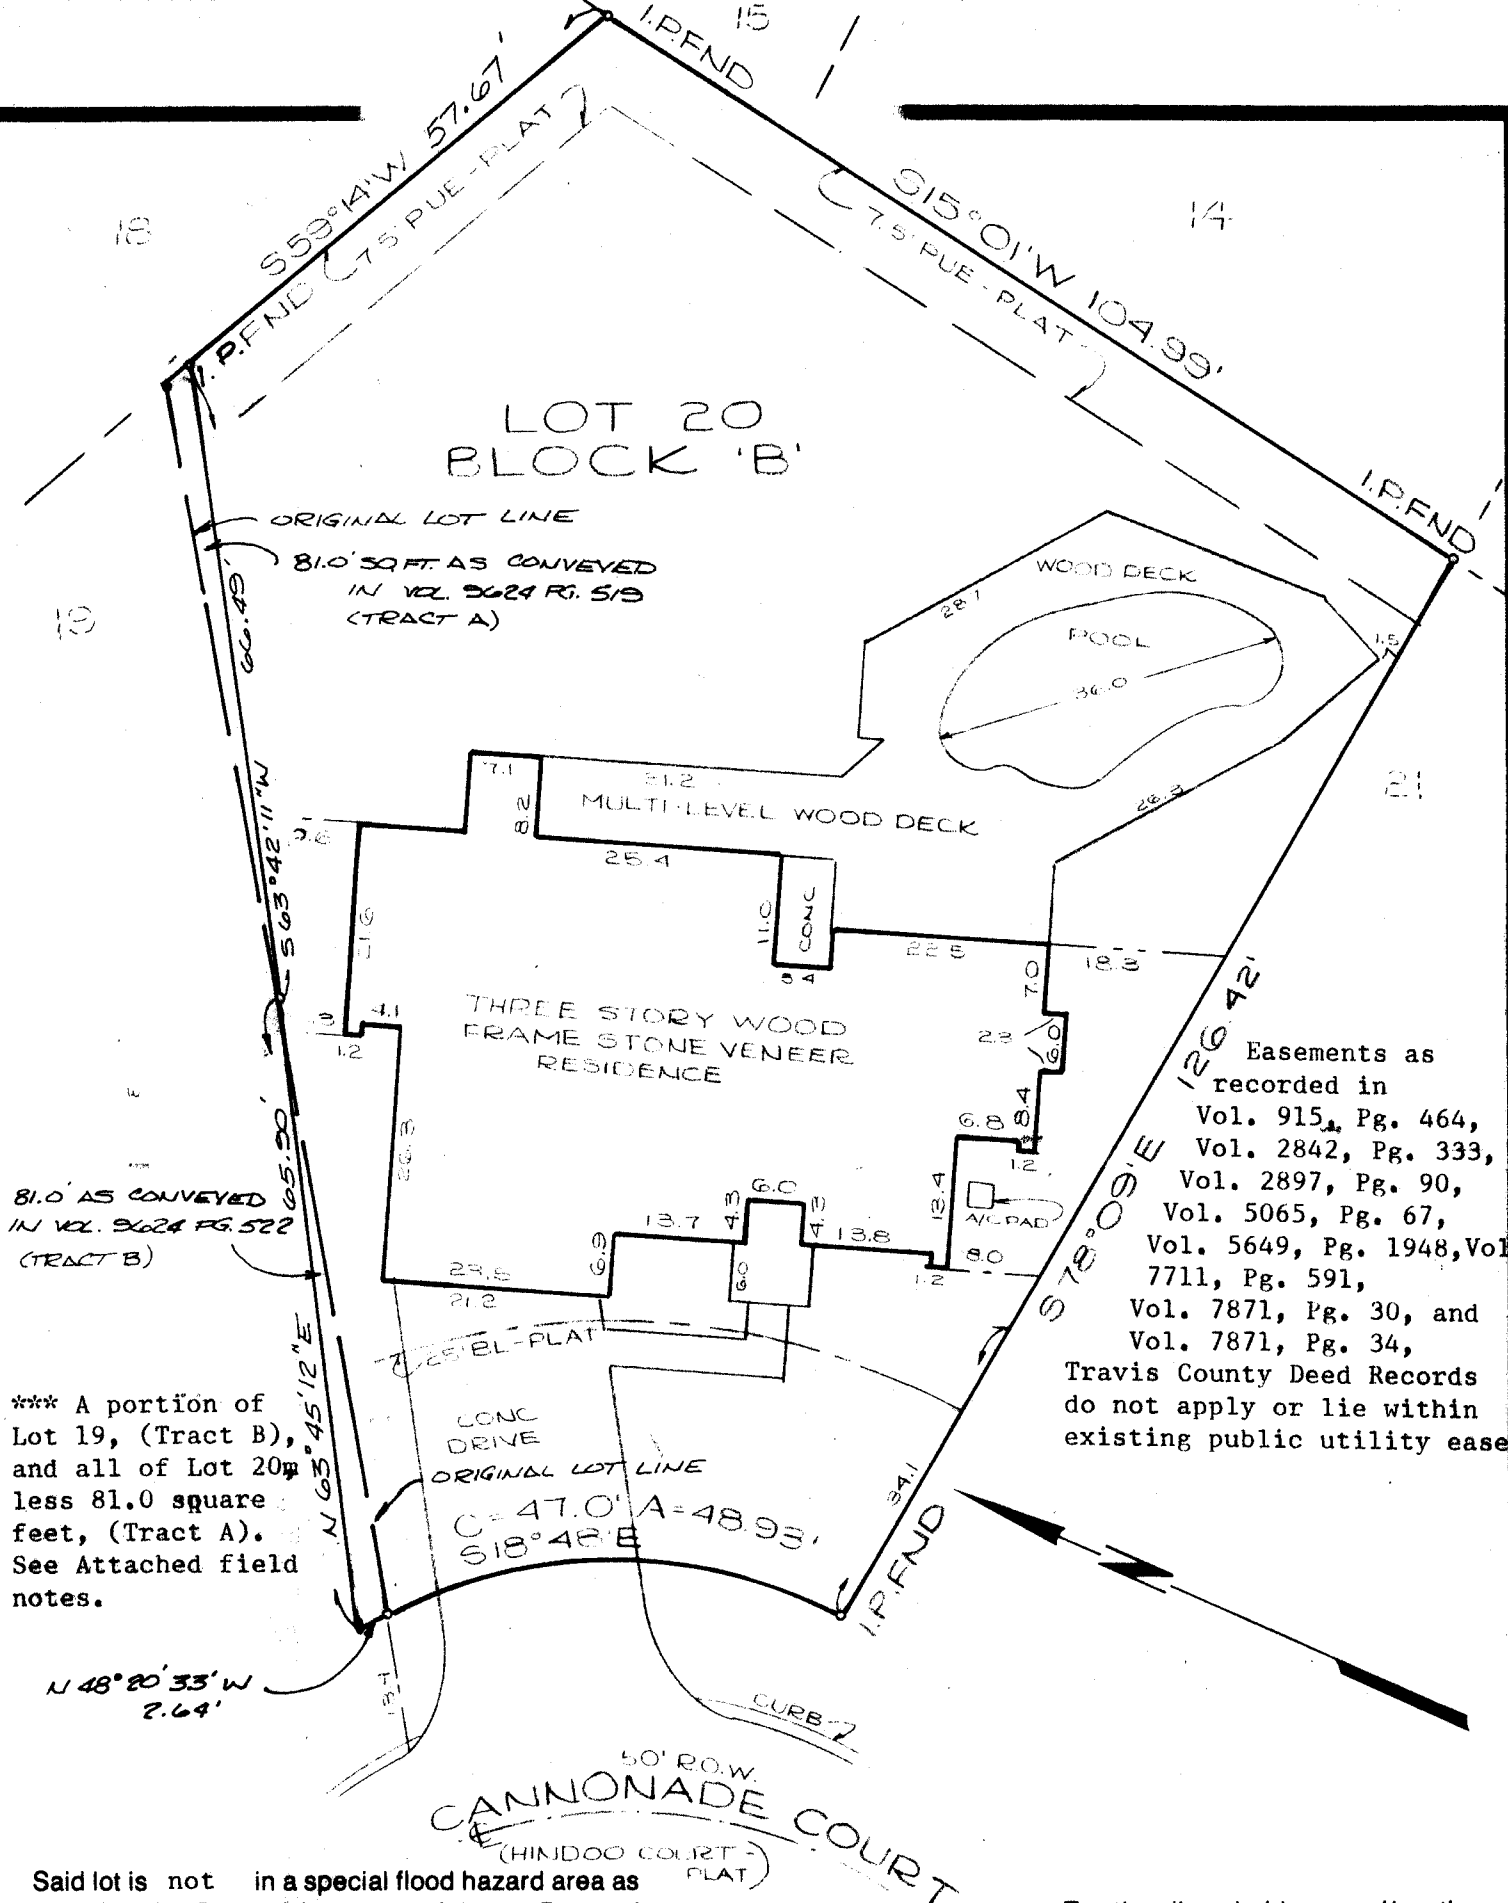 15
I.P.FND
S59°14'W 57.67'
7.5' PUE-PLAT
18
S15°01'W 104.99'
7.5' PUE-PLAT
14
I.P.FND
LOT 20
BLOCK 'B'
I.P.FND
ORIGINAL LOT LINE
81.0' SQ FT. AS CONVEYED
IN VOL. 9624 PG. 519
(TRACT A)
66.49'
19
WOOD DECK
28.7
POOL
36.0
1.5
7.1
31.2
8.2
MULTI-LEVEL WOOD DECK
26.3
21
25.4
S63°42'11"W
11.0
CONC
22.5
18.3
7.0
4.1
1.2
THREE STORY WOOD
FRAME STONE VENEER
RESIDENCE
6.0
126.42'
Easements as
recorded in
Vol. 915, Pg. 464,
Vol. 2842, Pg. 333,
Vol. 2897, Pg. 90,
Vol. 5065, Pg. 67,
Vol. 5649, Pg. 1948,Vol
7711, Pg. 591,
Vol. 7871, Pg. 30, and
Vol. 7871, Pg. 34,
Travis County Deed Records
do not apply or lie within
existing public utility ease
S78°09'E
8.4
6.8
1.2
13.4
A/C PAD
65.90'
81.0' AS CONVEYED
IN VOL. 9624 PG. 522
(TRACT B)
6.0
4.3
4.3
13.7
13.8
6.9
6.0
8.0
1.2
21.2
25' BL-PLAT
N63°45'12"E
*** A portion of
Lot 19, (Tract B),
and all of Lot 20m
less 81.0 square
feet, (Tract A).
See Attached field
notes.
CONC
DRIVE
ORIGINAL LOT LINE
C=47.0' A=48.93'
S18°48'E
34.1
I.P.FND
N
N48°20'33'W
2.64'
CURB
50' R.O.W.
CANNONADE COURT
(HINDOO COURT-
PLAT)
Said lot is not in a special flood hazard area as